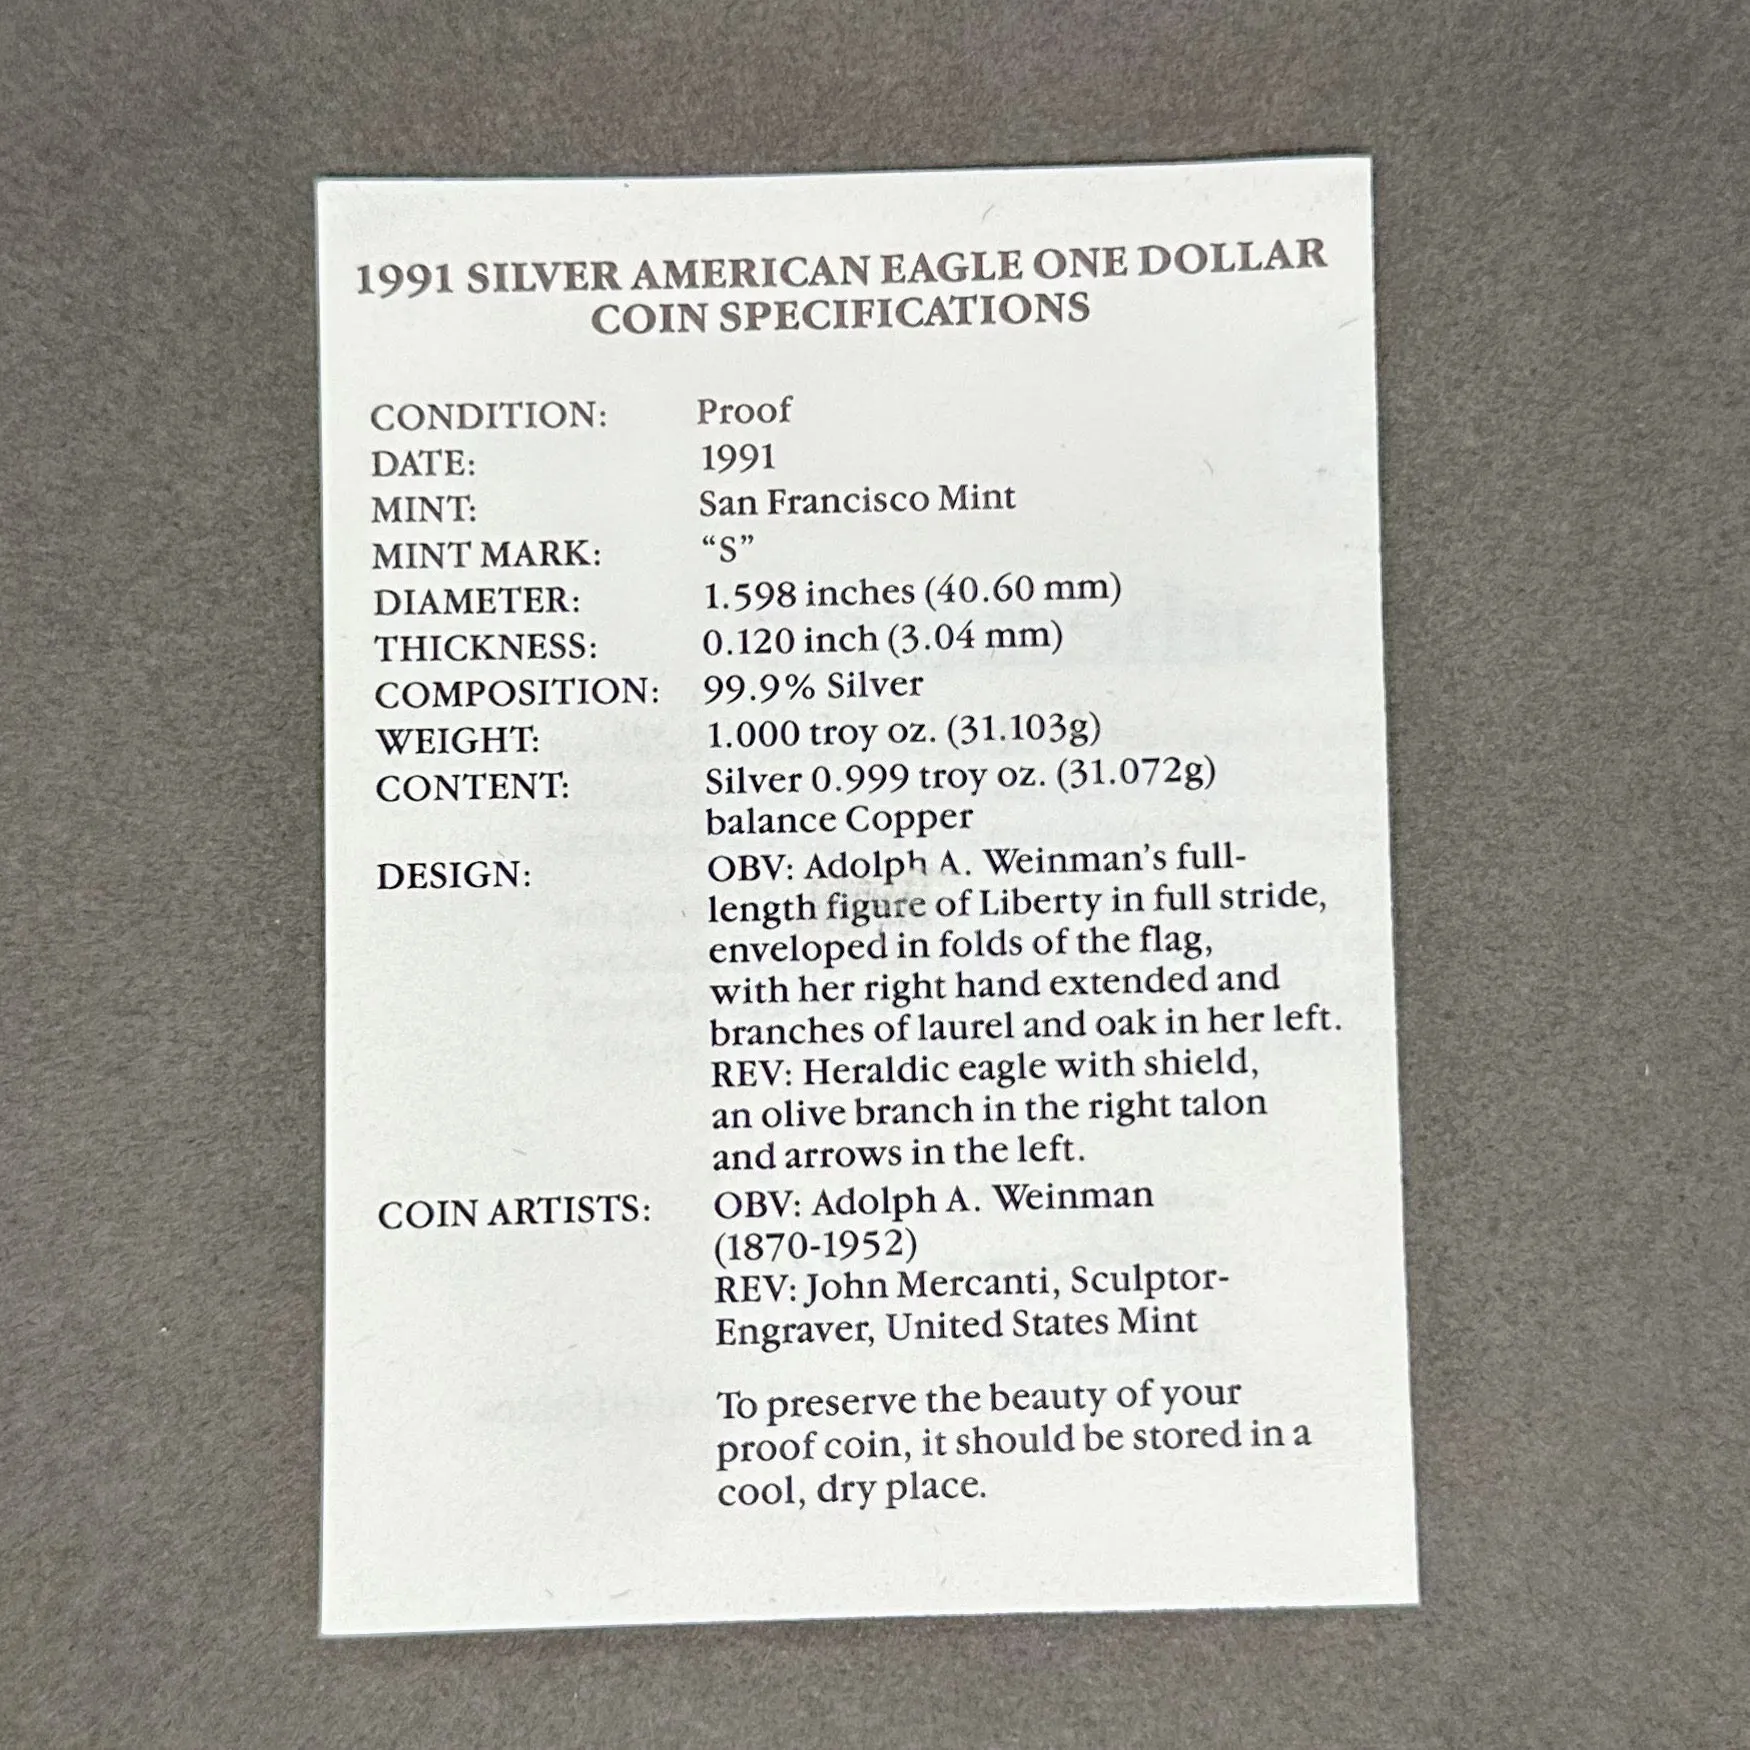 1991 SILVER AMERICAN EAGLE ONE DOLLAR
COIN SPECIFICATIONS
CONDITION: Proof
DATE: 1991
MINT: San Francisco Mint
MINT MARK: “S”
DIAMETER: 1.598 inches (40.60 mm)
THICKNESS: 0.120 inch (3.04 mm)
COMPOSITION: 99.9% Silver
WEIGHT: 1.000 troy oz. (31.103g)
CONTENT: Silver 0.999 troy oz. (31.072g)
balance Copper
DESIGN: OBV: Adolph A. Weinman’s full-
length figure of Liberty in full stride,
enveloped in folds of the flag,
with her right hand extended and
branches of laurel and oak in her left.
REV: Heraldic eagle with shield,
an olive branch in the right talon
and arrows in the left.
COIN ARTISTS: OBV: Adolph A. Weinman
(1870-1952)
REV: John Mercanti, Sculptor-
Engraver, United States Mint
To preserve the beauty of your
proof coin, it should be stored in a
cool, dry place.